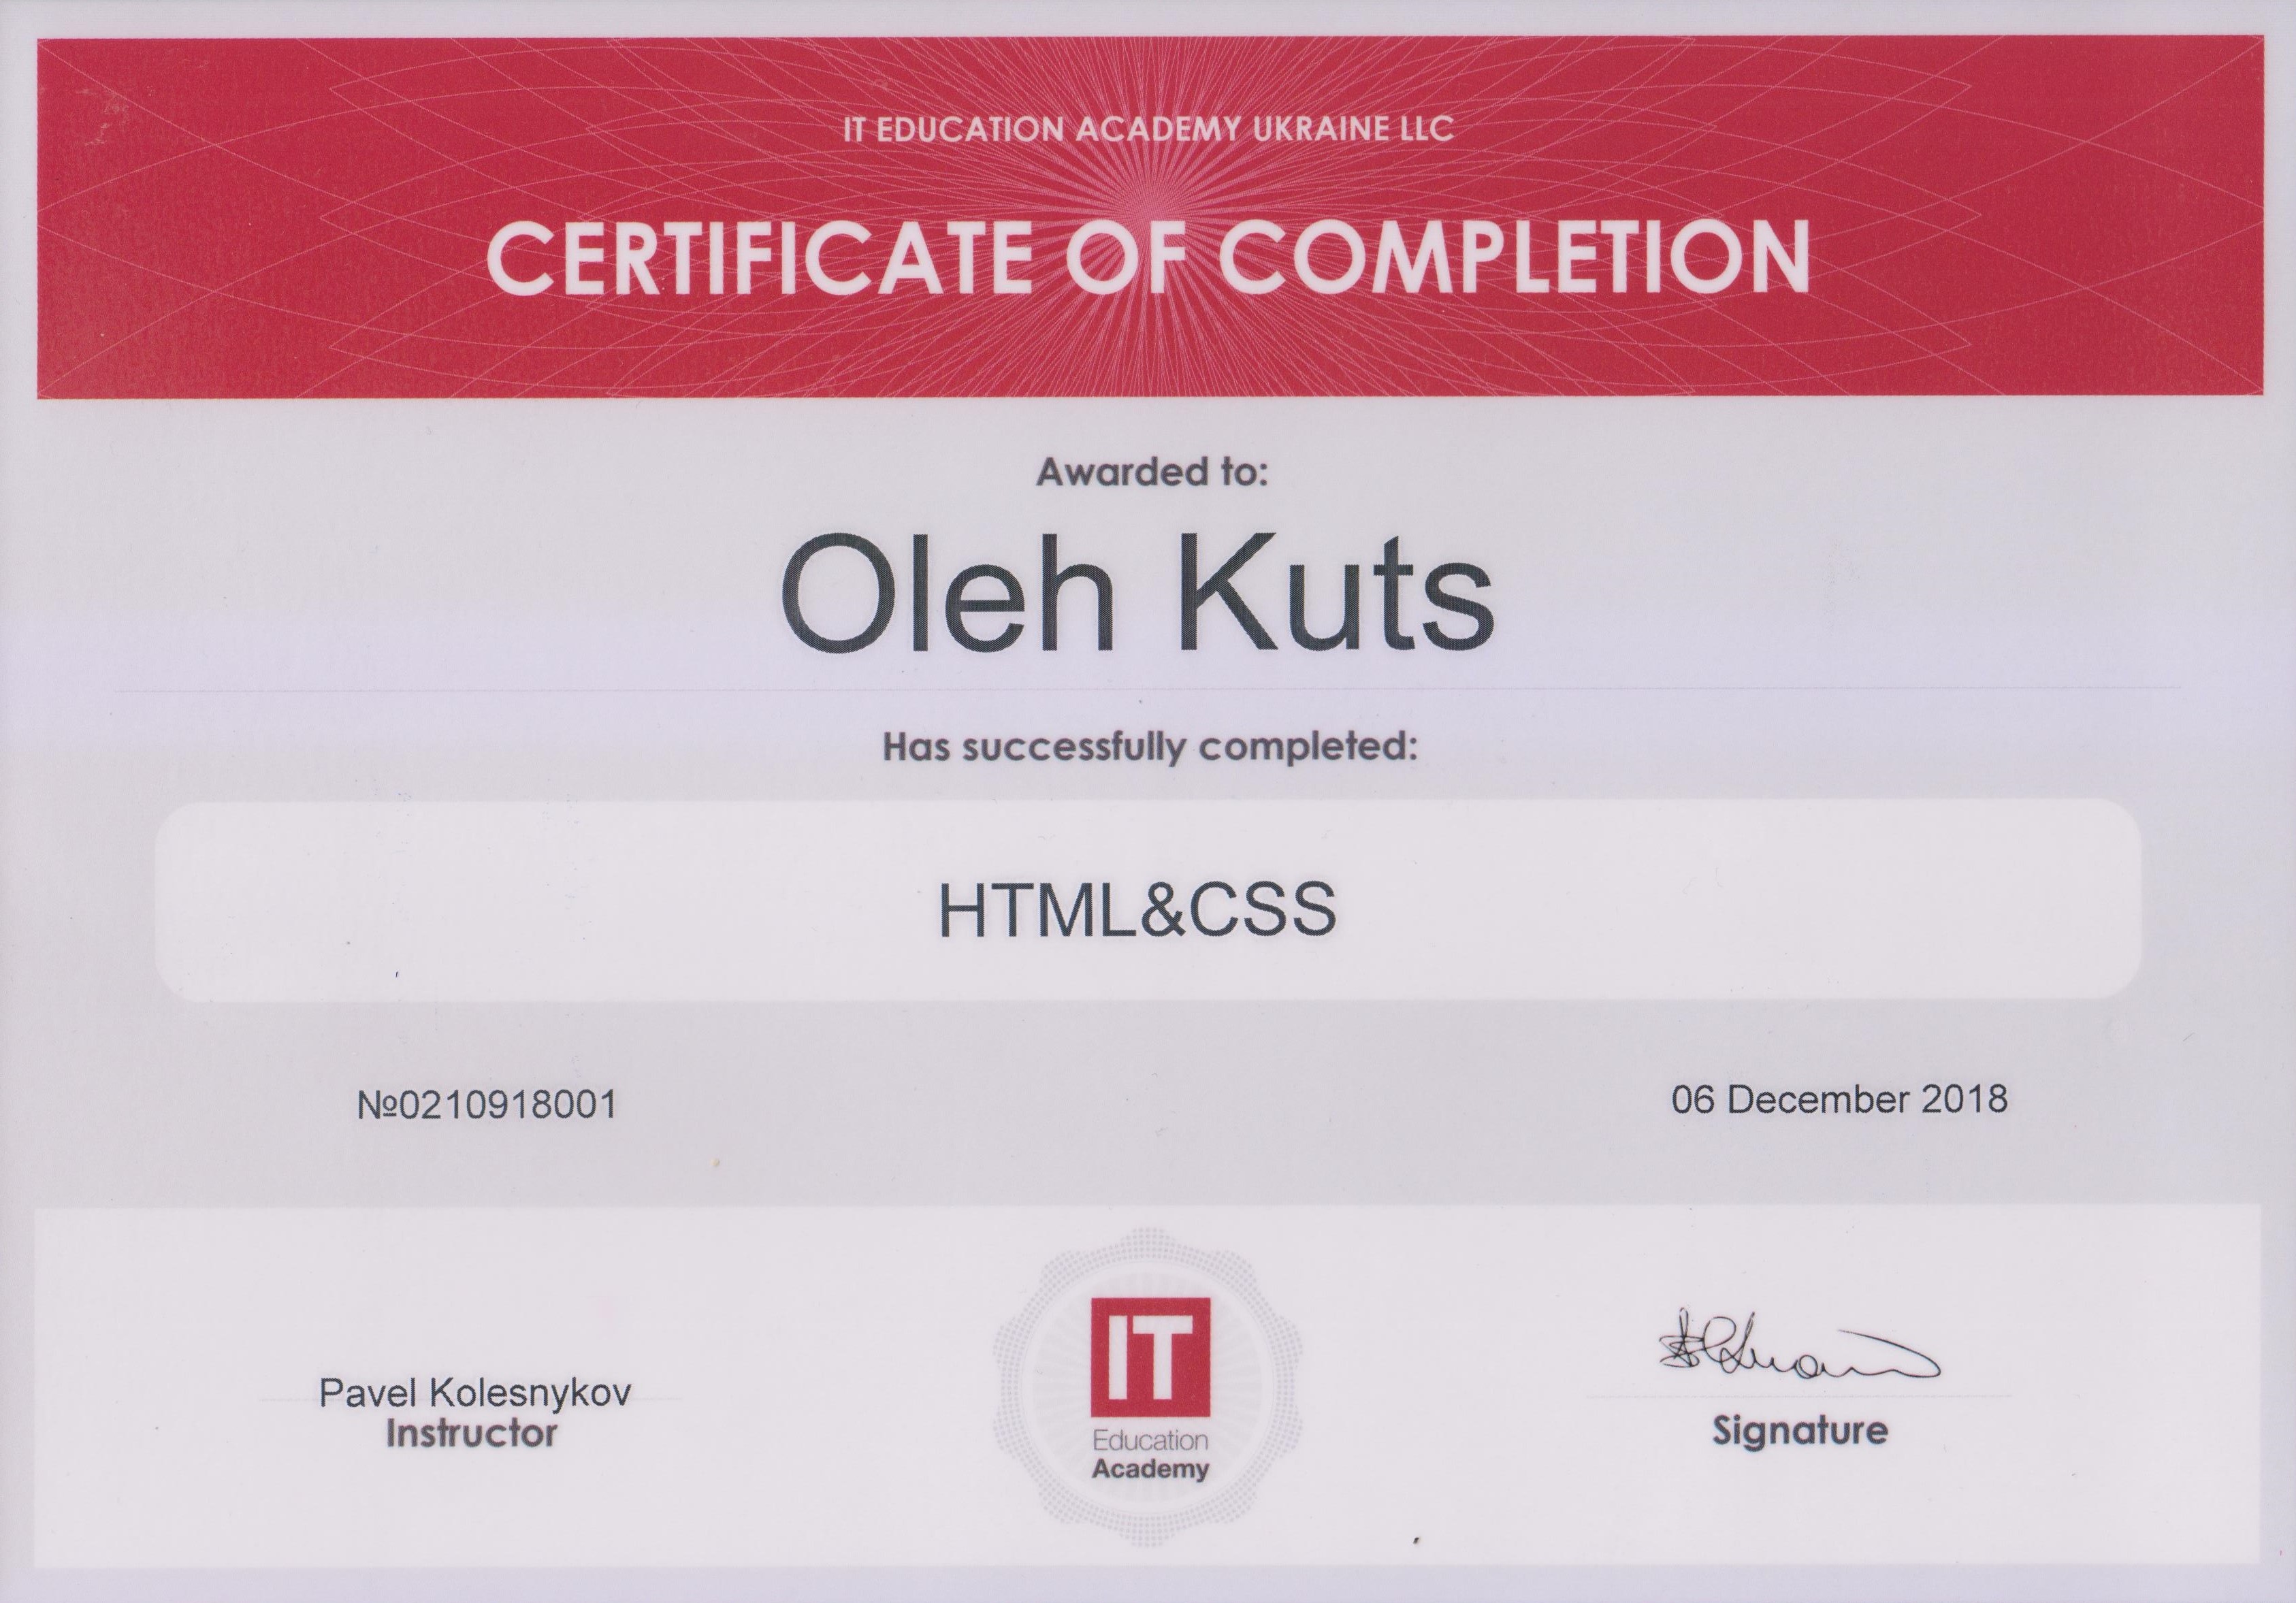 IT EDUCATION ACADEMY UKRAINE LLC
CERTIFICATE OF COMPLETION
Awarded to:
Oleh Kuts
Has successfully completed:
HTML&CSS
№0210918001
06 December 2018
Pavel Kolesnykov
Instructor
IT
Education
Academy
Signature